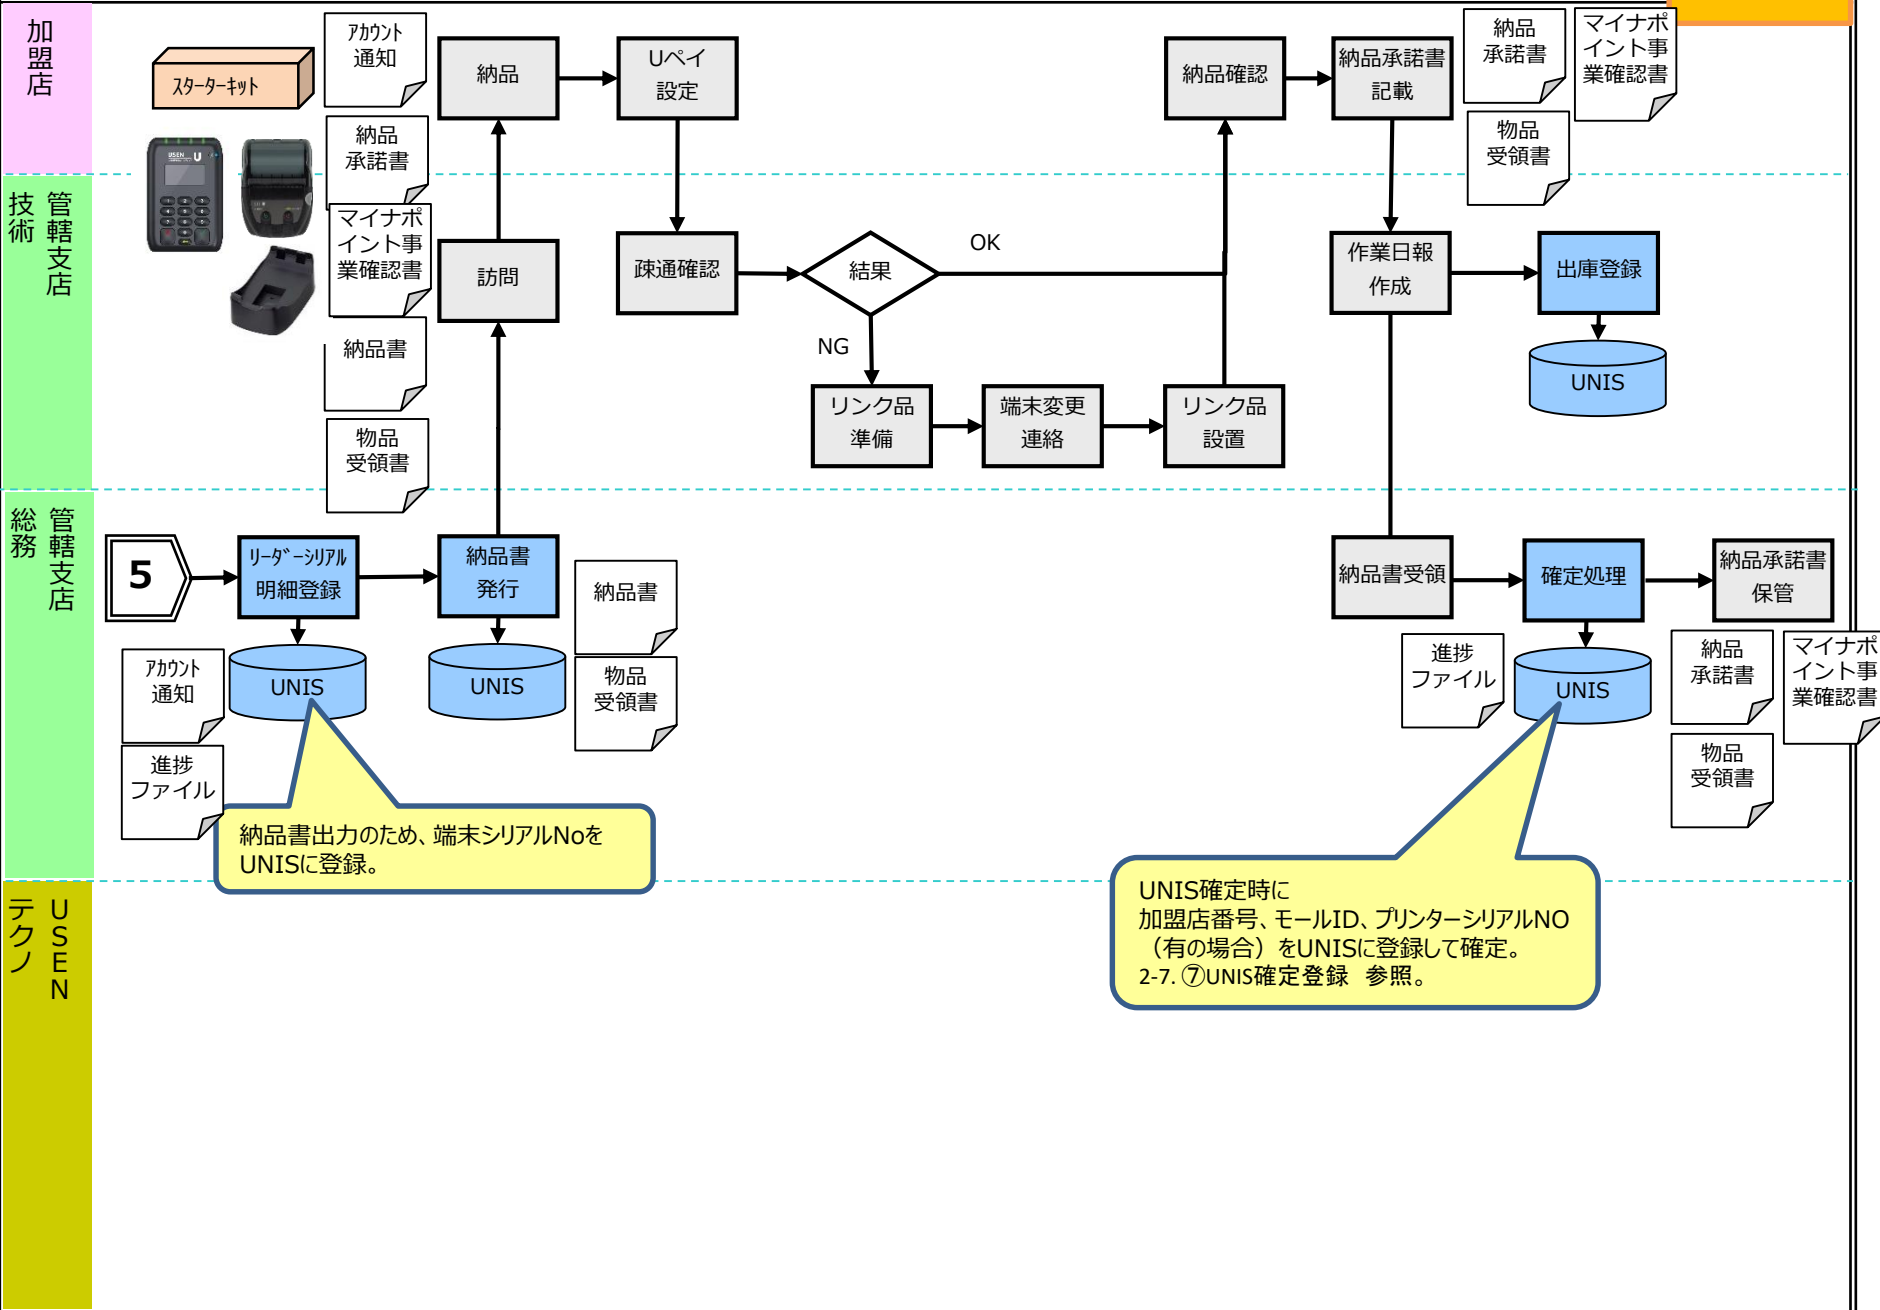 加盟店
スターターキット
アカウント
通知
納品
承諾書
マイナポ
イント事
業確認書
納品書
物品
受領書
USEN
U
納品
Uペイ
設定
納品確認
納品承諾書
記載
納品
承諾書
マイナポ
イント事
業確認書
物品
受領書
管轄支店
技術
訪問
疎通確認
結果
OK
NG
リンク品
準備
端末変更
連絡
リンク品
設置
作業日報
作成
出庫登録
UNIS
管轄支店
総務
5
リーダーシリアル
明細登録
納品書
発行
UNIS
UNIS
アカウント
通知
進捗
ファイル
納品書
物品
受領書
納品書出力のため、端末シリアルNoを
UNISに登録。
納品書受領
確定処理
納品承諾書
保管
進捗
ファイル
UNIS
納品
承諾書
マイナポ
イント事
業確認書
物品
受領書
UNIS確定時に
加盟店番号、モールID、プリンターシリアルNO
（有の場合）をUNISに登録して確定。
2-7.⑦UNIS確定登録　参照。
USEN
テクノ